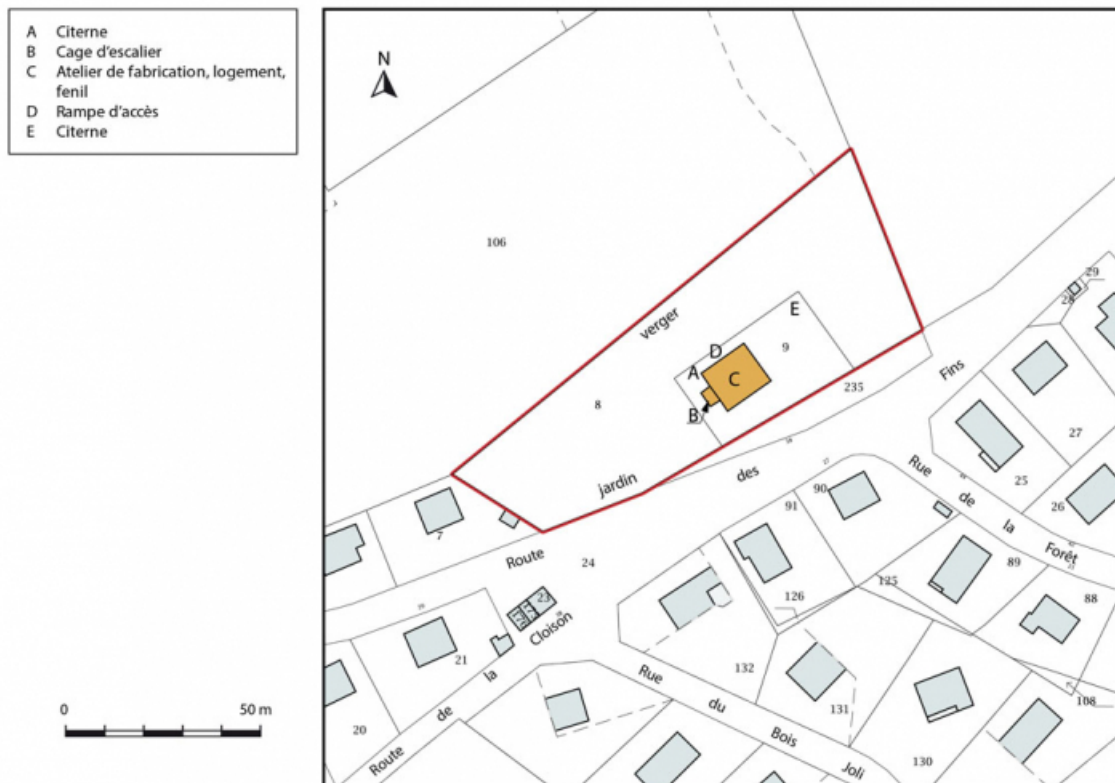 A Citerne
B Cage d'escalier
C Atelier de fabrication, logement,
fenil
D Rampe d'accès
E Citerne
N
106
verger
E
D
9
A
C
8
B
235
Fins
29
28
jardin
des
27
25
26
Rue
de
la
Forêt
7
Route
24
90
91
89
88
125
126
23
Cloison
21
la
de
Route
20
132
Rue
du
Bois
Joli
131
130
108
0 50 m